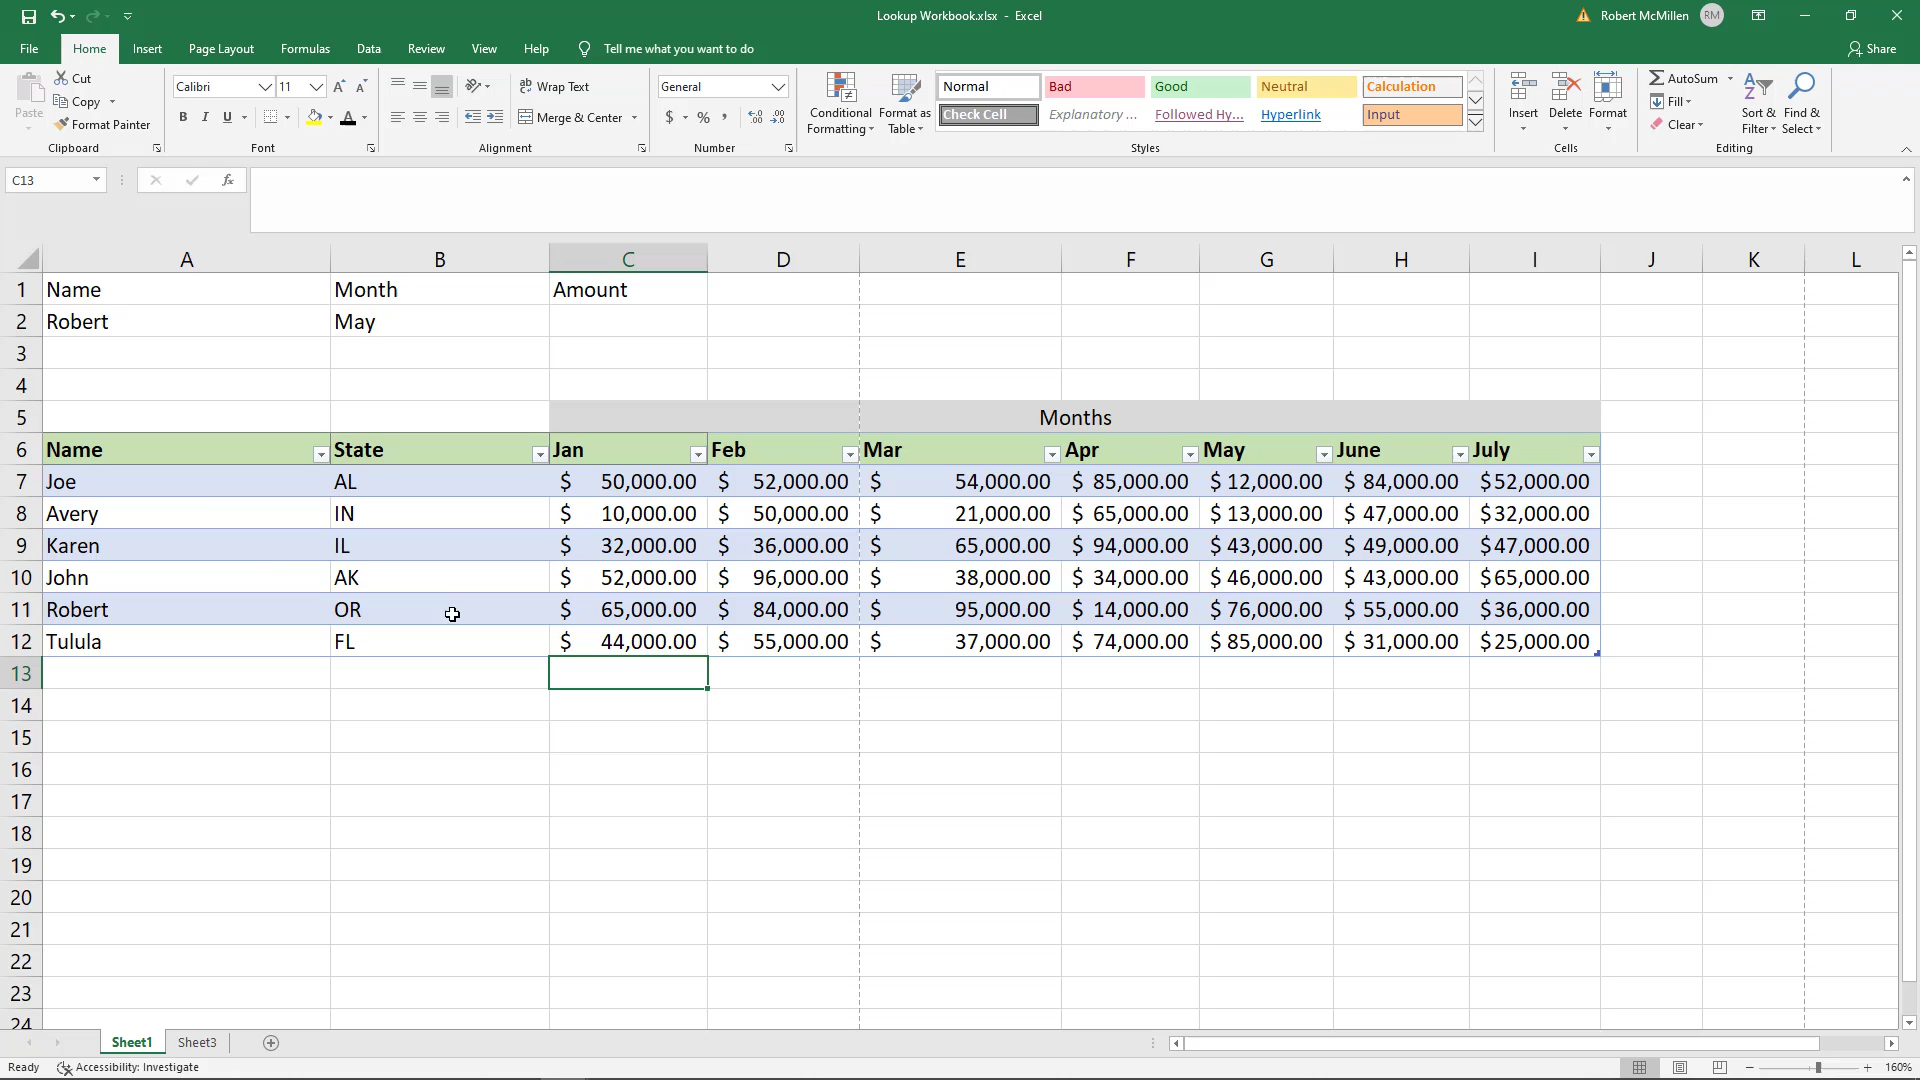 Lookup Workbook.xlsx - Excel
Robert McMillen RM
File Home Insert Page Layout Formulas Data Review View Help Tell me what you want to do Share
Paste
Cut
Copy
Format Painter
Clipboard
Calibri 11
B I U
Font
Wrap Text
Merge & Center
Alignment
General
$ % ,
Number
Conditional Formatting
Format as Table
Normal Bad Good Neutral Calculation
Check Cell Explanatory ... Followed Hy... Hyperlink Input
Styles
Insert Delete Format
Cells
AutoSum
Fill
Clear
Sort & Filter
Find & Select
Editing
C13 fx
A B C D E F G H I J K L
1 Name Month Amount
2 Robert May
3
4
5 Months
6 Name State Jan Feb Mar Apr May June July
7 Joe AL $ 50,000.00 $ 52,000.00 $ 54,000.00 $ 85,000.00 $ 12,000.00 $ 84,000.00 $52,000.00
8 Avery IN $ 10,000.00 $ 50,000.00 $ 21,000.00 $ 65,000.00 $ 13,000.00 $ 47,000.00 $32,000.00
9 Karen IL $ 32,000.00 $ 36,000.00 $ 65,000.00 $ 94,000.00 $ 43,000.00 $ 49,000.00 $47,000.00
10 John AK $ 52,000.00 $ 96,000.00 $ 38,000.00 $ 34,000.00 $ 46,000.00 $ 43,000.00 $65,000.00
11 Robert OR $ 65,000.00 $ 84,000.00 $ 95,000.00 $ 14,000.00 $ 76,000.00 $ 55,000.00 $36,000.00
12 Tulula FL $ 44,000.00 $ 55,000.00 $ 37,000.00 $ 74,000.00 $ 85,000.00 $ 31,000.00 $25,000.00
13
14
15
16
17
18
19
20
21
22
23
24
Sheet1 Sheet3
Ready Accessibility: Investigate 160%